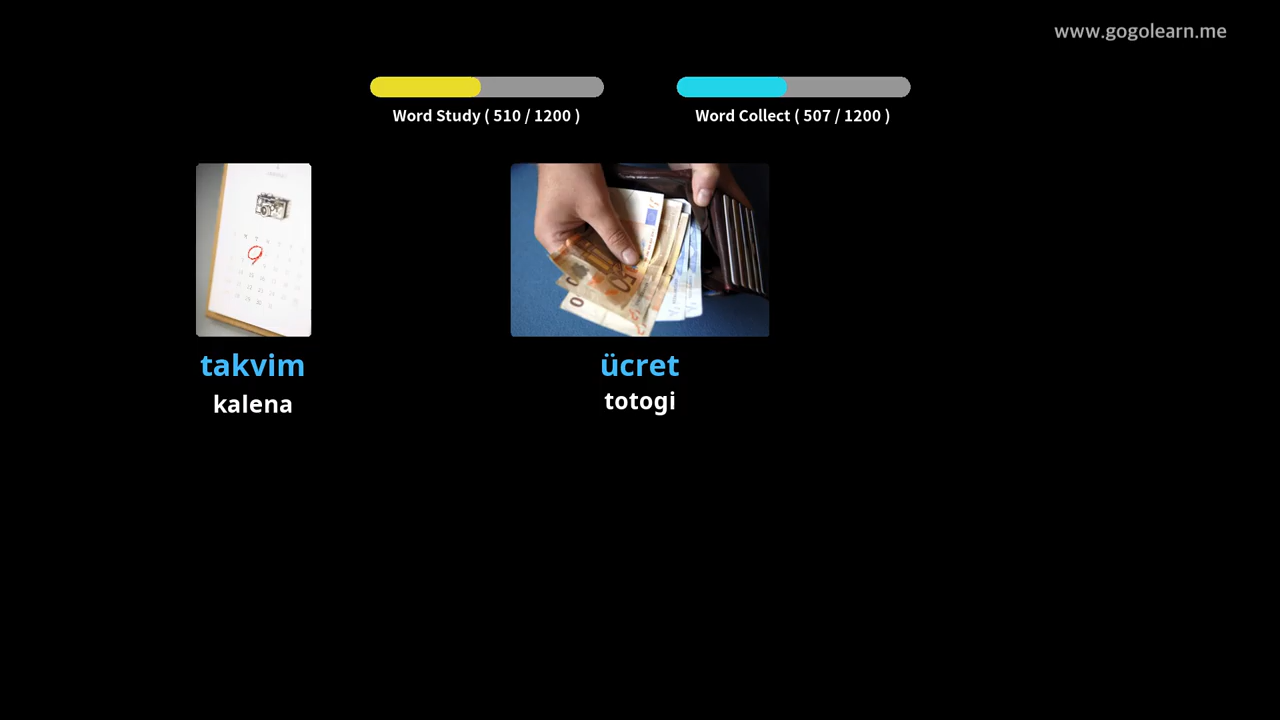 www.gogolearn.me
Word Study ( 510 / 1200 )
Word Collect ( 507 / 1200 )
takvim
kalena
ücret
totogi